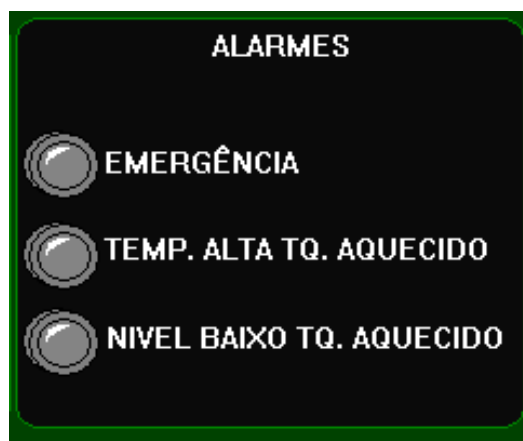 ALARMES
EMERGÊNCIA
TEMP. ALTA TQ. AQUECIDO
NIVEL BAIXO TQ. AQUECIDO